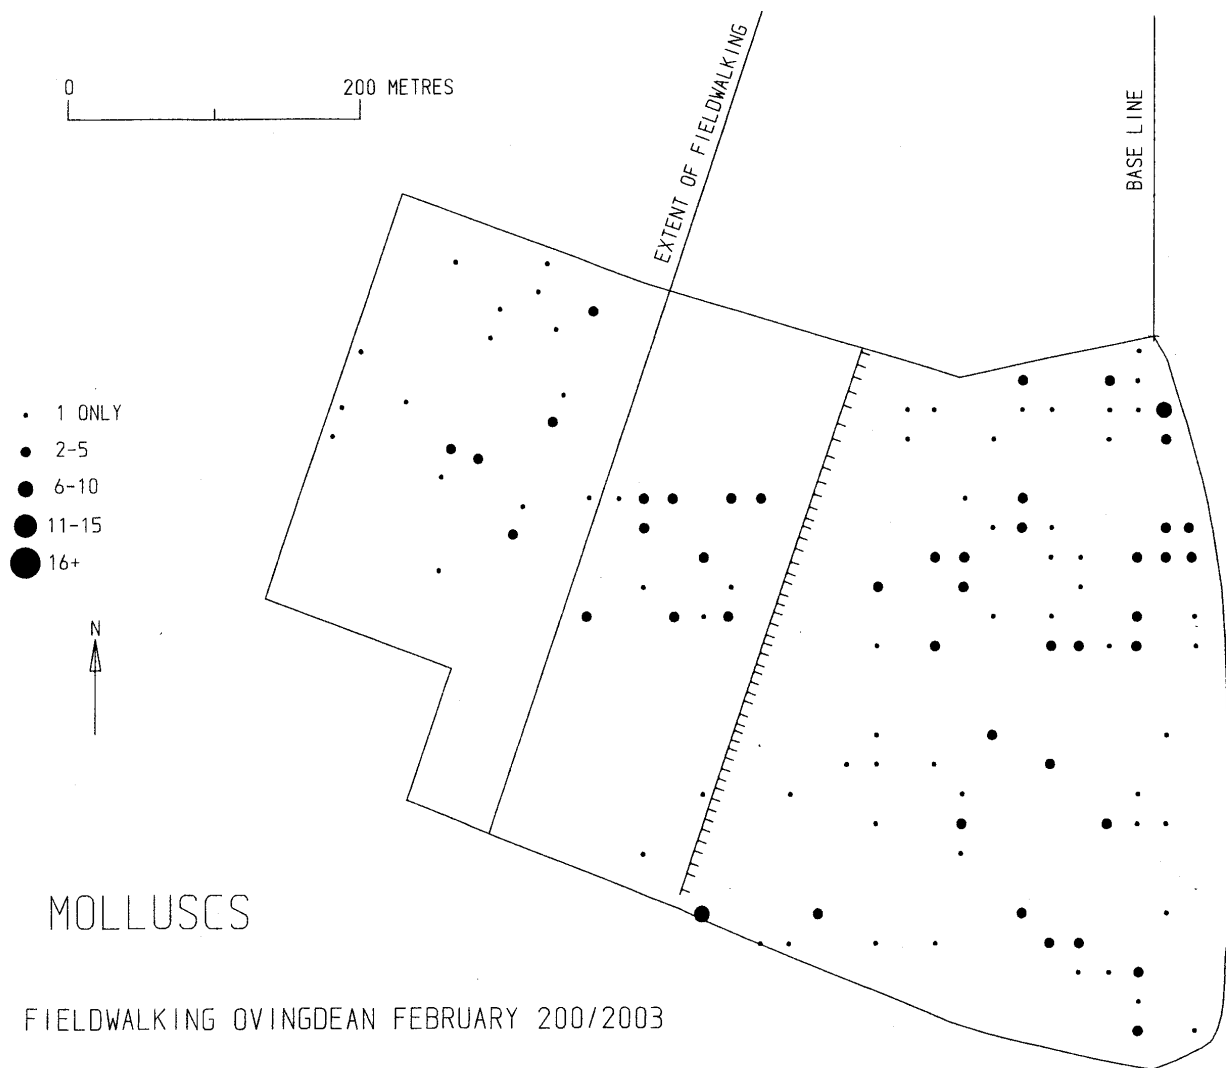 0 200 METRES
EXTENT OF FIELDWALKING
BASE LINE
1 ONLY
2-5
6-10
11-15
16+
N
MOLLUSCS
FIELDWALKING OVINGDEAN FEBRUARY 200/2003